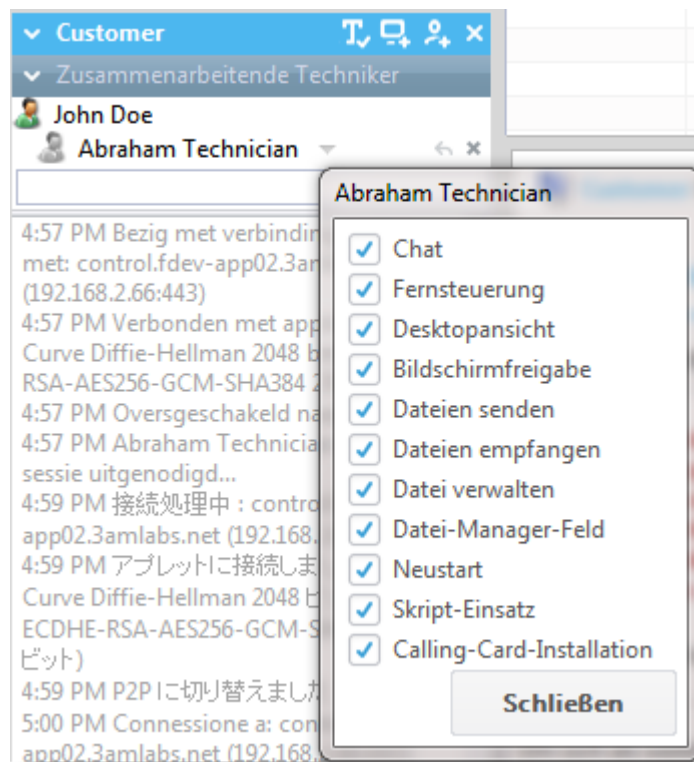 Customer
Zusammenarbeitende Techniker
John Doe
Abraham Technician
4:57 PM Bezig met
met: control.fdev-app02.3am
(192.168.2.66:443)
4:57 PM Verbonden met app
Curve Diffie-Hellman 2048 b
RSA-AES256-GCM-SHA384 2
4:57 PM Oversgeschakeld na
4:57 PM Abraham Technicia
sessie uitgenodigd...
4:59 PM 接続処理中 : contro
app02.3amlabs.net (192.168.
4:59 PM アプレットに接続しま
Curve Diffie-Hellman 2048 ビ
ECDHE-RSA-AES256-GCM-S
ビット)
4:59 PM P2Pに切り替えました
5:00 PM Connessione a: con
app02.3amlabs.net (192.168.
Abraham Technician
Chat
Fernsteuerung
Desktopansicht
Bildschirmfreigabe
Dateien senden
Dateien empfangen
Datei verwalten
Datei-Manager-Feld
Neustart
Skript-Einsatz
Calling-Card-Installation
Schließen